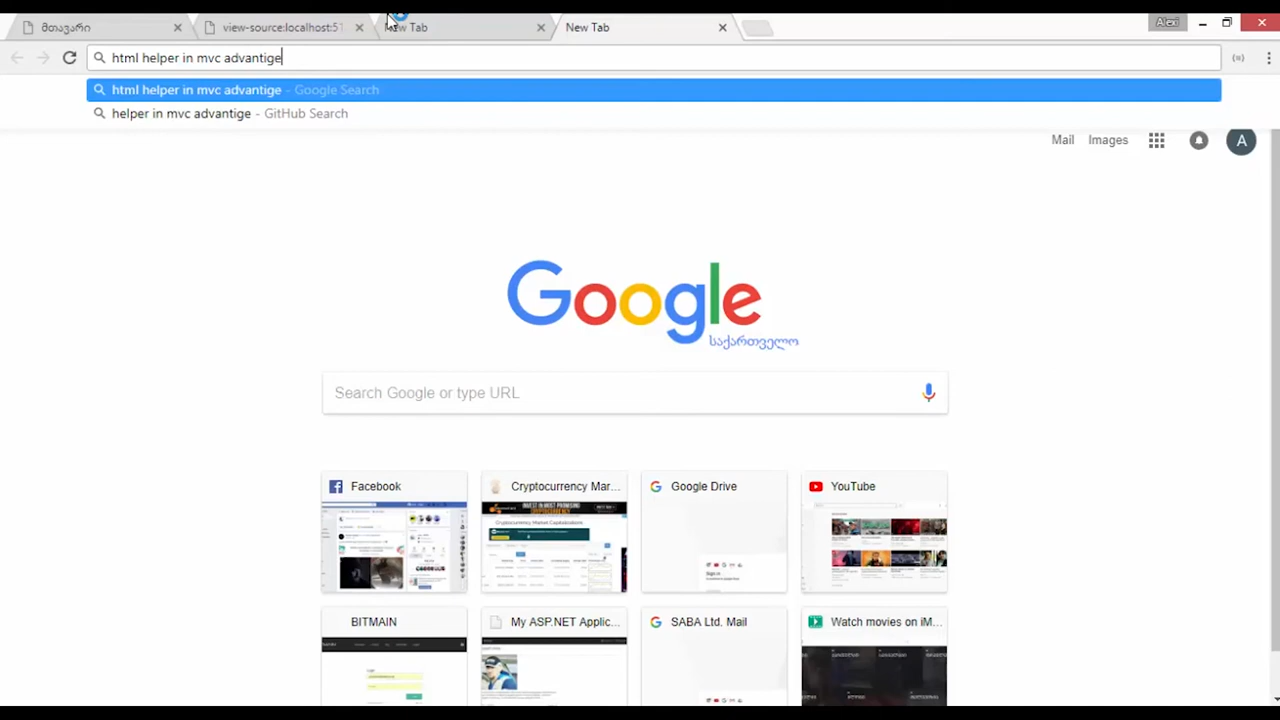 მთავარი
view-source:localhost:51
New Tab
New Tab
Alexi
html helper in mvc advantige
html helper in mvc advantige - Google Search
helper in mvc advantige - GitHub Search
Mail
Images
A
Google
საქართველო
Search Google or type URL
Facebook
Cryptocurrency Mar...
Google Drive
YouTube
BITMAIN
My ASP.NET Applic...
SABA Ltd. Mail
Watch movies on iM...